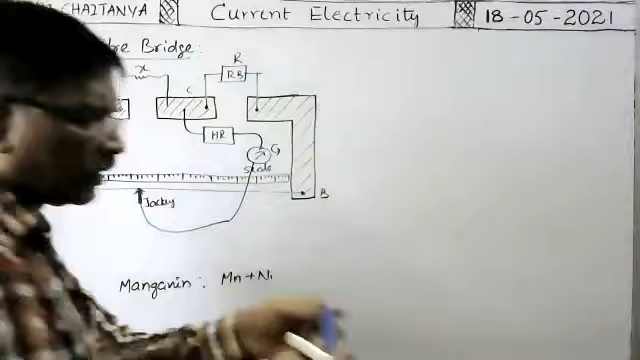 CHAITANYA
Current Electricity
18-05-2021
Bridge:
x
R
RB
C
HR
G
Scale
B
Jockey
Manganin : Mn + Ni